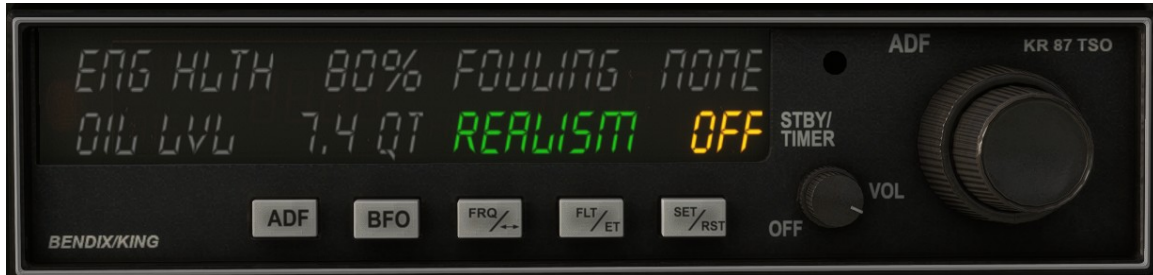 ENG HLTH 80% FOULING NONE
OIL LVL 7.4 QT REALISM OFF
ADF
KR 87 TSO
STBY/
TIMER
VOL
OFF
ADF
BFO
FRQ/↔
FLT/ET
SET/RST
BENDIX/KING